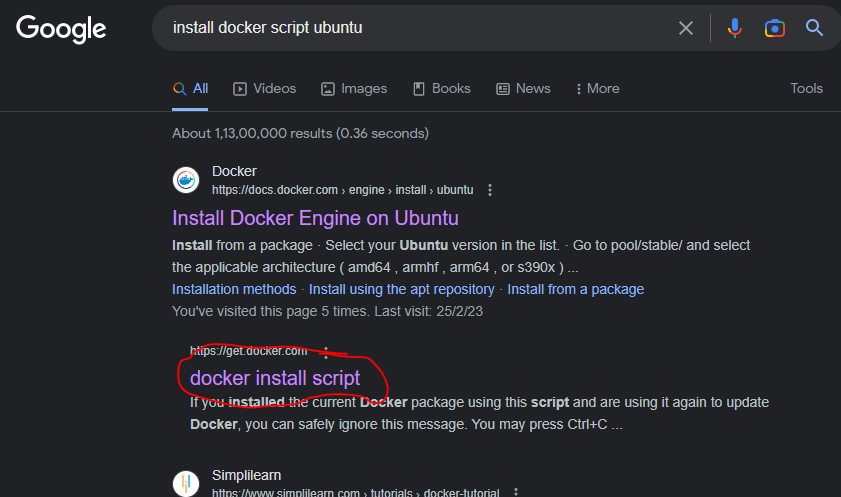 Google
install docker script ubuntu
All Videos Images Books News More Tools
About 1,13,00,000 results (0.36 seconds)
Docker
https://docs.docker.com › engine › install › ubuntu
Install Docker Engine on Ubuntu
Install from a package · Select your Ubuntu version in the list. · Go to pool/stable/ and select
the applicable architecture ( amd64 , armhf , arm64 , or s390x ) ...
Installation methods · Install using the apt repository · Install from a package
You've visited this page 5 times. Last visit: 25/2/23
https://get.docker.com
docker install script
If you installed the current Docker package using this script and are using it again to update
Docker, you can safely ignore this message. You may press Ctrl+C ...
Simplilearn
https://www.simplilearn.com › tutorials › docker-tutorial